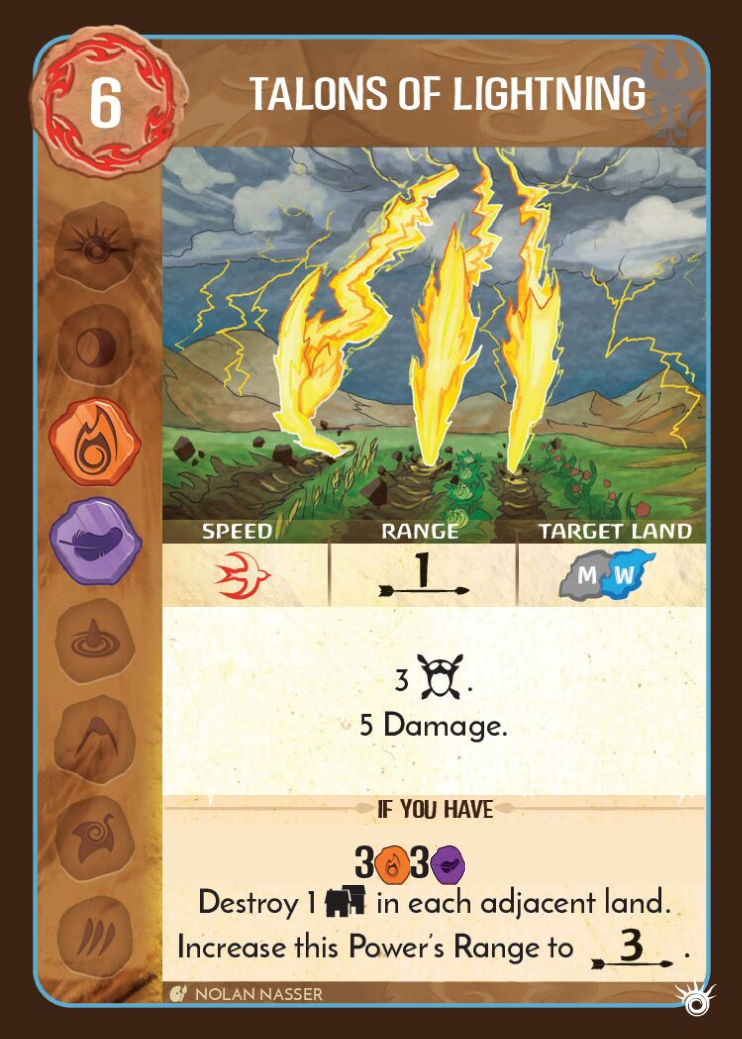 6
TALONS OF LIGHTNING
SPEED RANGE TARGET LAND
1 M W
3 .
5 Damage.
IF YOU HAVE
3 3
Destroy 1 in each adjacent land.
Increase this Power's Range to 3 .
NOLAN NASSER